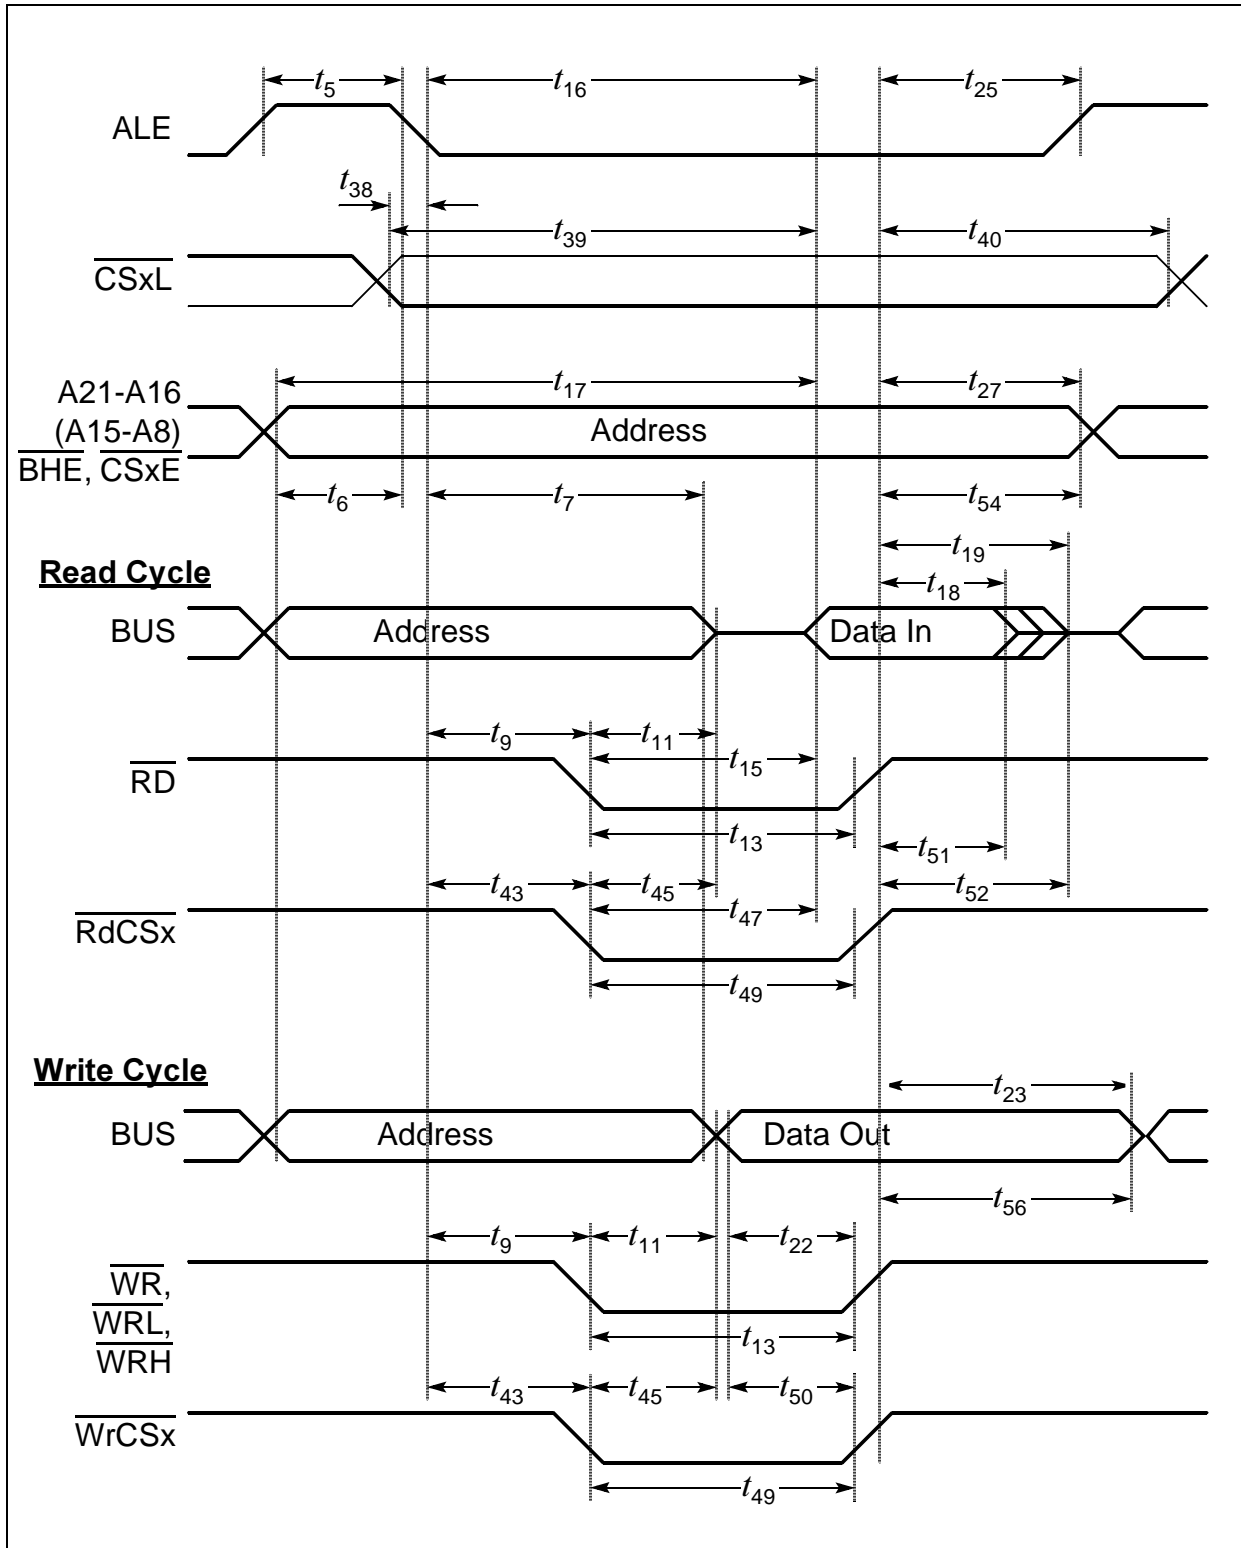 t5 t16 t25
ALE
t38
t39 t40
CSxL
t17 t27
A21-A16
(A15-A8) Address
BHE, CSxE
t6 t7 t54
t19
Read Cycle
t18
BUS Address Data In
t9 t11
t15
RD
t13
t51
t43 t45 t52
t47
RdCSx
t49
Write Cycle
t23
BUS Address Data Out
t56
t9 t11 t22
WR,
WRL,
t13
WRH
t43 t45 t50
WrCSx
t49